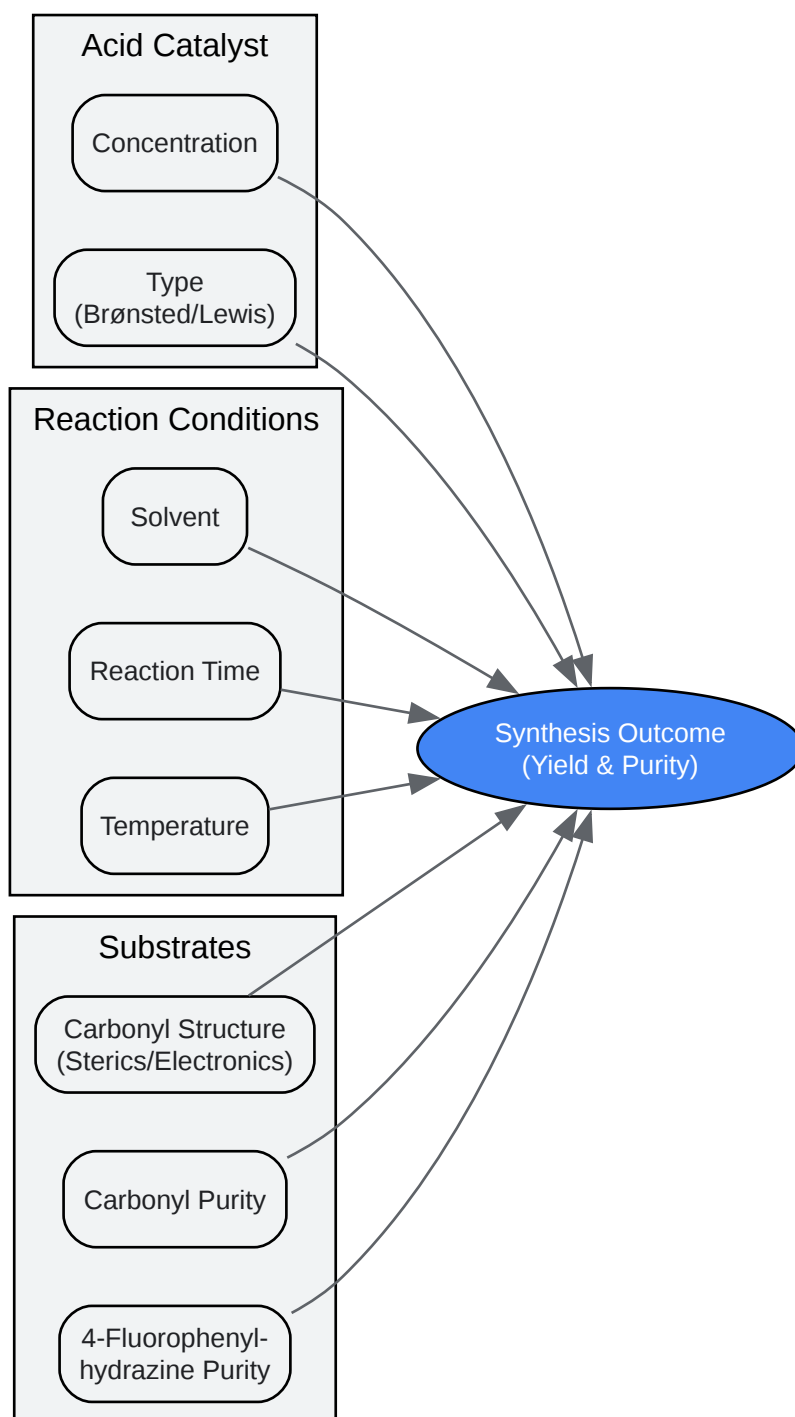 Acid Catalyst
Concentration
Type
(Brønsted/Lewis)
Reaction Conditions
Solvent
Reaction Time
Temperature
Synthesis Outcome
(Yield & Purity)
Substrates
Carbonyl Structure
(Sterics/Electronics)
Carbonyl Purity
4-Fluorophenyl-
hydrazine Purity